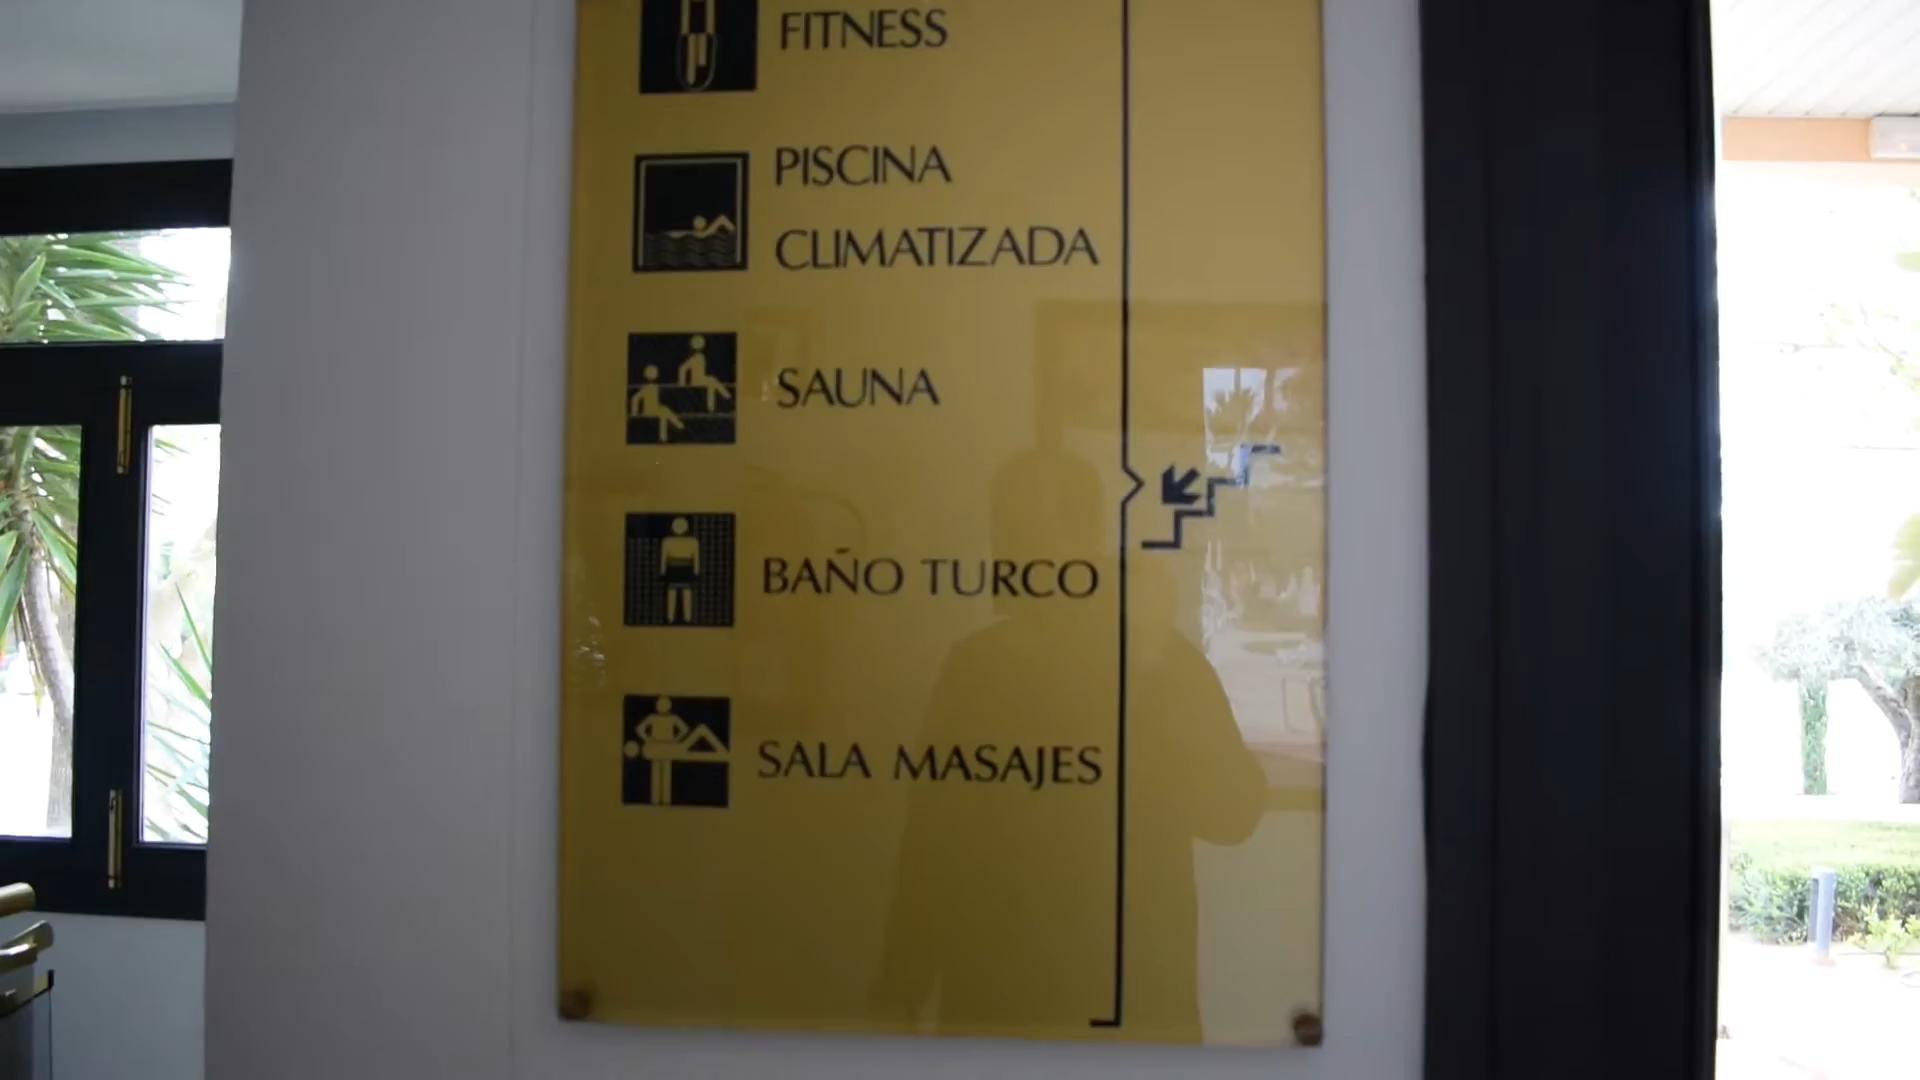 FITNESS
PISCINA
CLIMATIZADA
SAUNA
BAÑO TURCO
SALA MASAJES